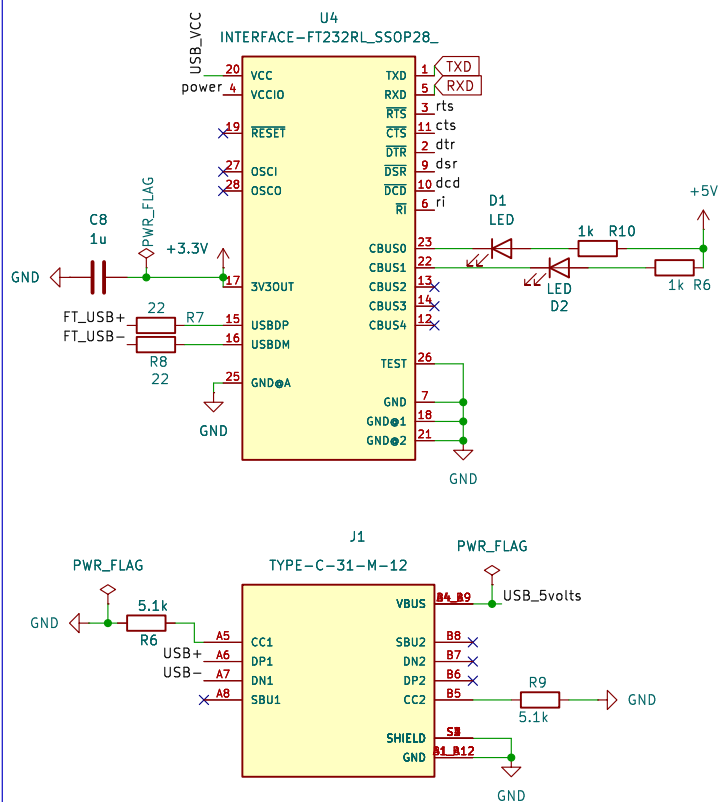 U4
INTERFACE-FT232RL_SSOP28_
USB_VCC
20 VCC TXD 1 TXD
power 4 VCCIO RXD 5 RXD
RTS 3 rts
19 RESET CTS 11 cts
DTR 2 dtr
27 OSCI DSR 9 dsr
28 OSCO DCD 10 dcd
RI 6 ri
PWR_FLAG
C8
1u
+3.3V
GND
17 3V3OUT
D1
LED
1k R10
+5V
CBUS0 23
CBUS1 22
CBUS2 13
CBUS3 14
CBUS4 12
LED
D2
1k R6
22
FT_USB+ R7 15 USBDP
FT_USB- 16 USBDM
R8
22
TEST 26
25 GND@A
GND 7
GND@1 18
GND@2 21
GND
GND
J1
TYPE-C-31-M-12
PWR_FLAG
PWR_FLAG
5.1k
GND
R6
VBUS USB_5volts
A5 CC1 SBU2 B8
USB+ A6 DP1 DN2 B7
USB- A7 DN1 DP2 B6
A8 SBU1 CC2 B5
R9
5.1k
GND
SHIELD
GND
GND